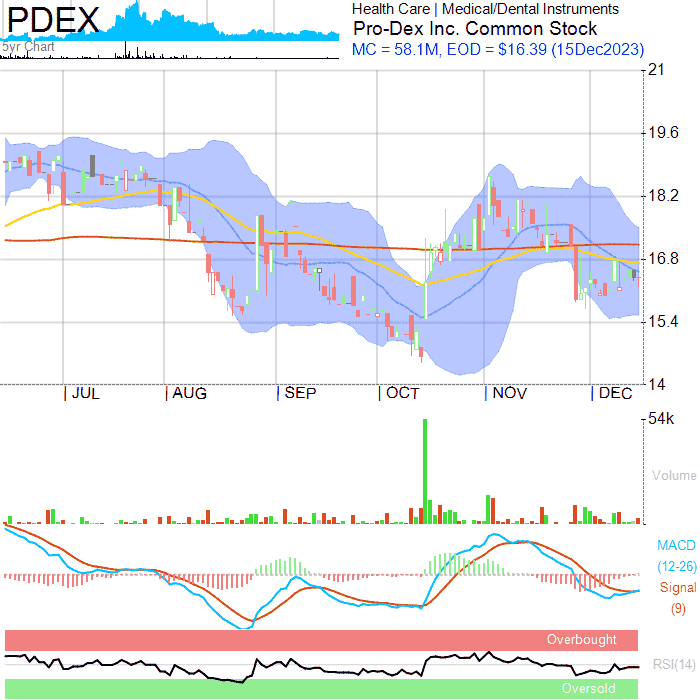 PDEX
5yr Chart
Health Care | Medical/Dental Instruments
Pro-Dex Inc. Common Stock
MC = 58.1M, EOD = $16.39 (15Dec2023)
21
19.6
18.2
16.8
15.4
14
JUL AUG SEP OCT NOV DEC
54k
Volume
MACD
(12-26)
Signal
(9)
Overbought
RSI(14)
Oversold